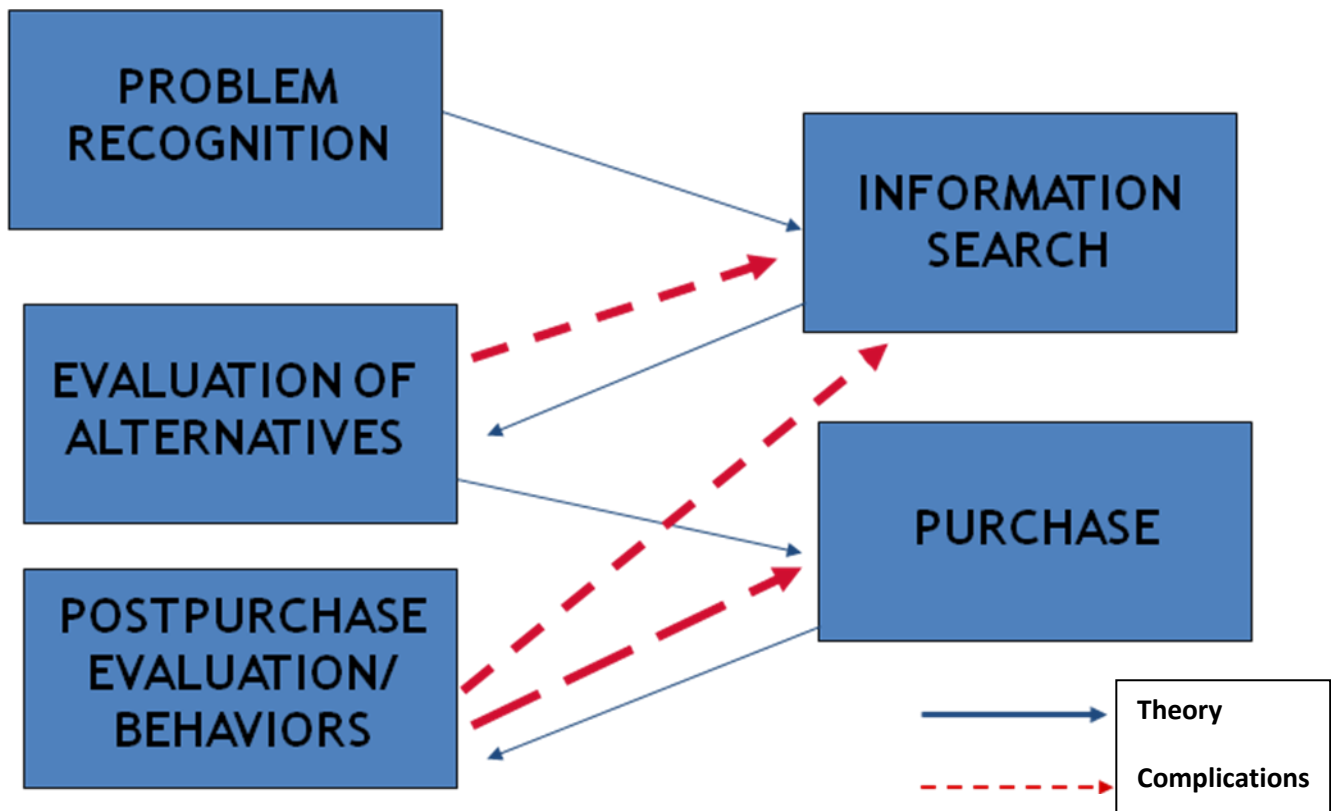 PROBLEM
RECOGNITION
INFORMATION
SEARCH
EVALUATION OF
ALTERNATIVES
PURCHASE
POSTPURCHASE
EVALUATION/
BEHAVIORS
Theory
Complications